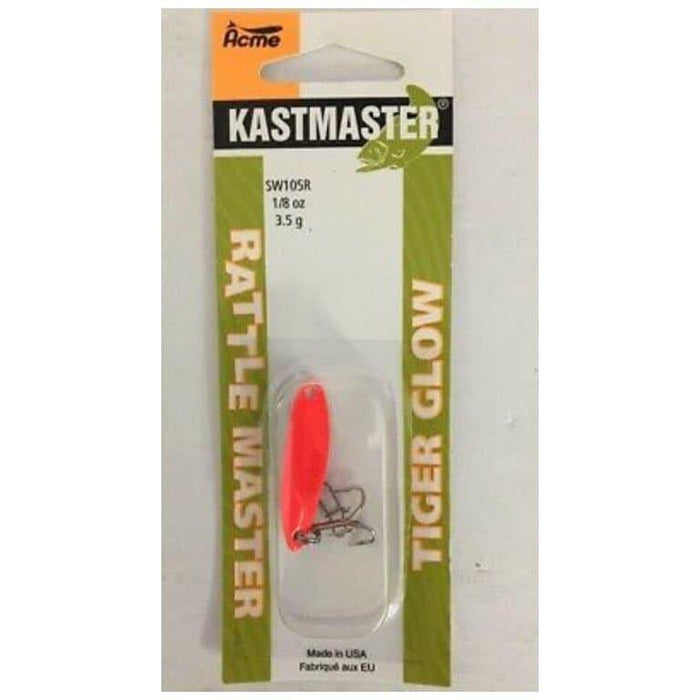 Acme
KASTMASTER®
SW105R
1/8 oz
3.5 g
RATTLE MASTER
TIGER GLOW
Made in USA
Fabriqué aux EU